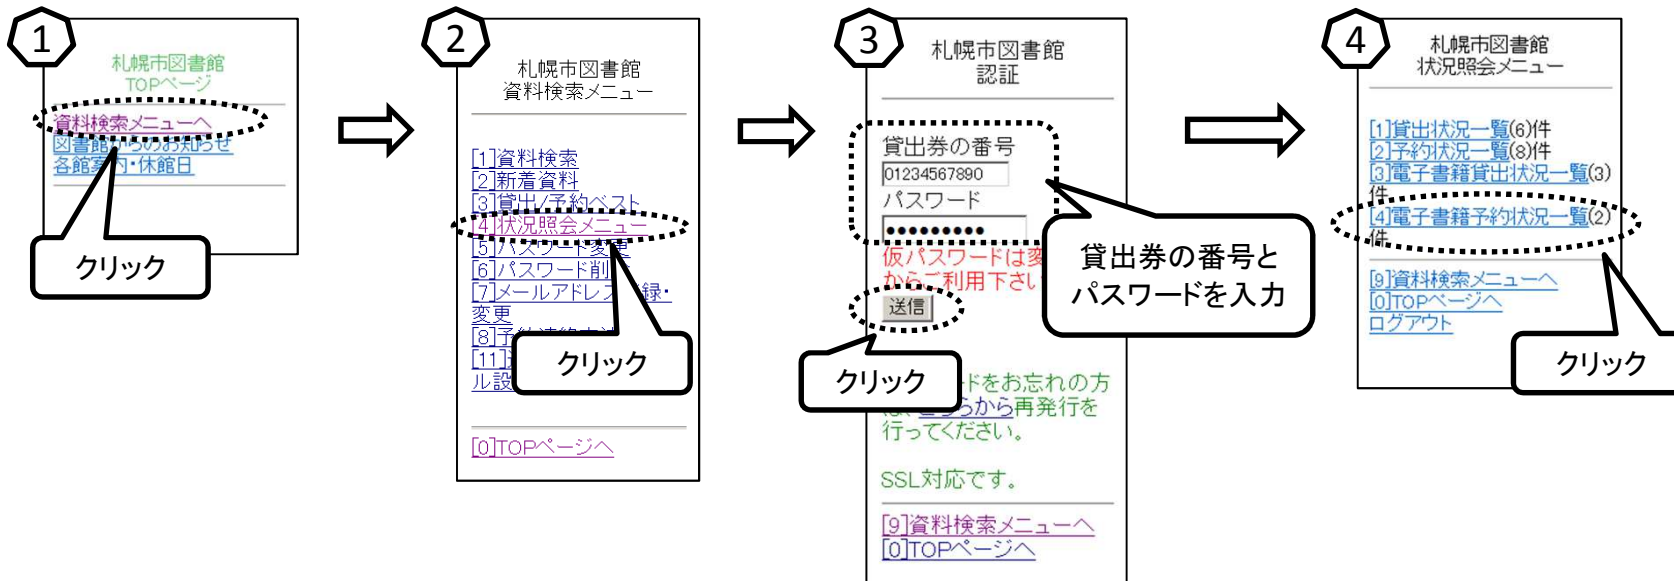 1
札幌市図書館
TOPページ
資料検索メニューへ
図書館からのお知らせ
各館案内・休館日
クリック
2
札幌市図書館
資料検索メニュー
[1]資料検索
[2]新着資料
[3]貸出/予約ベスト
[4]状況照会メニュー
[5]パスワード変更
[6]パスワード削
[7]メールアドレス 録・
変更
[8]予
[11]
ル設
[0]TOPページへ
クリック
3
札幌市図書館
認証
貸出券の番号
01234567890
パスワード
●●●●●●●●●
仮パスワードは変
からご利用下さい
送信
貸出券の番号と
パスワードを入力
クリック
ドをお忘れの方
こちらから再発行を
行ってください。
SSL対応です。
[9]資料検索メニューへ
[0]TOPページへ
4
札幌市図書館
状況照会メニュー
[1]貸出状況一覧(6)件
[2]予約状況一覧(8)件
[3]電子書籍貸出状況一覧(3)
件
[4]電子書籍予約状況一覧(2)
件
[9]資料検索メニューへ
[0]TOPページへ
ログアウト
クリック